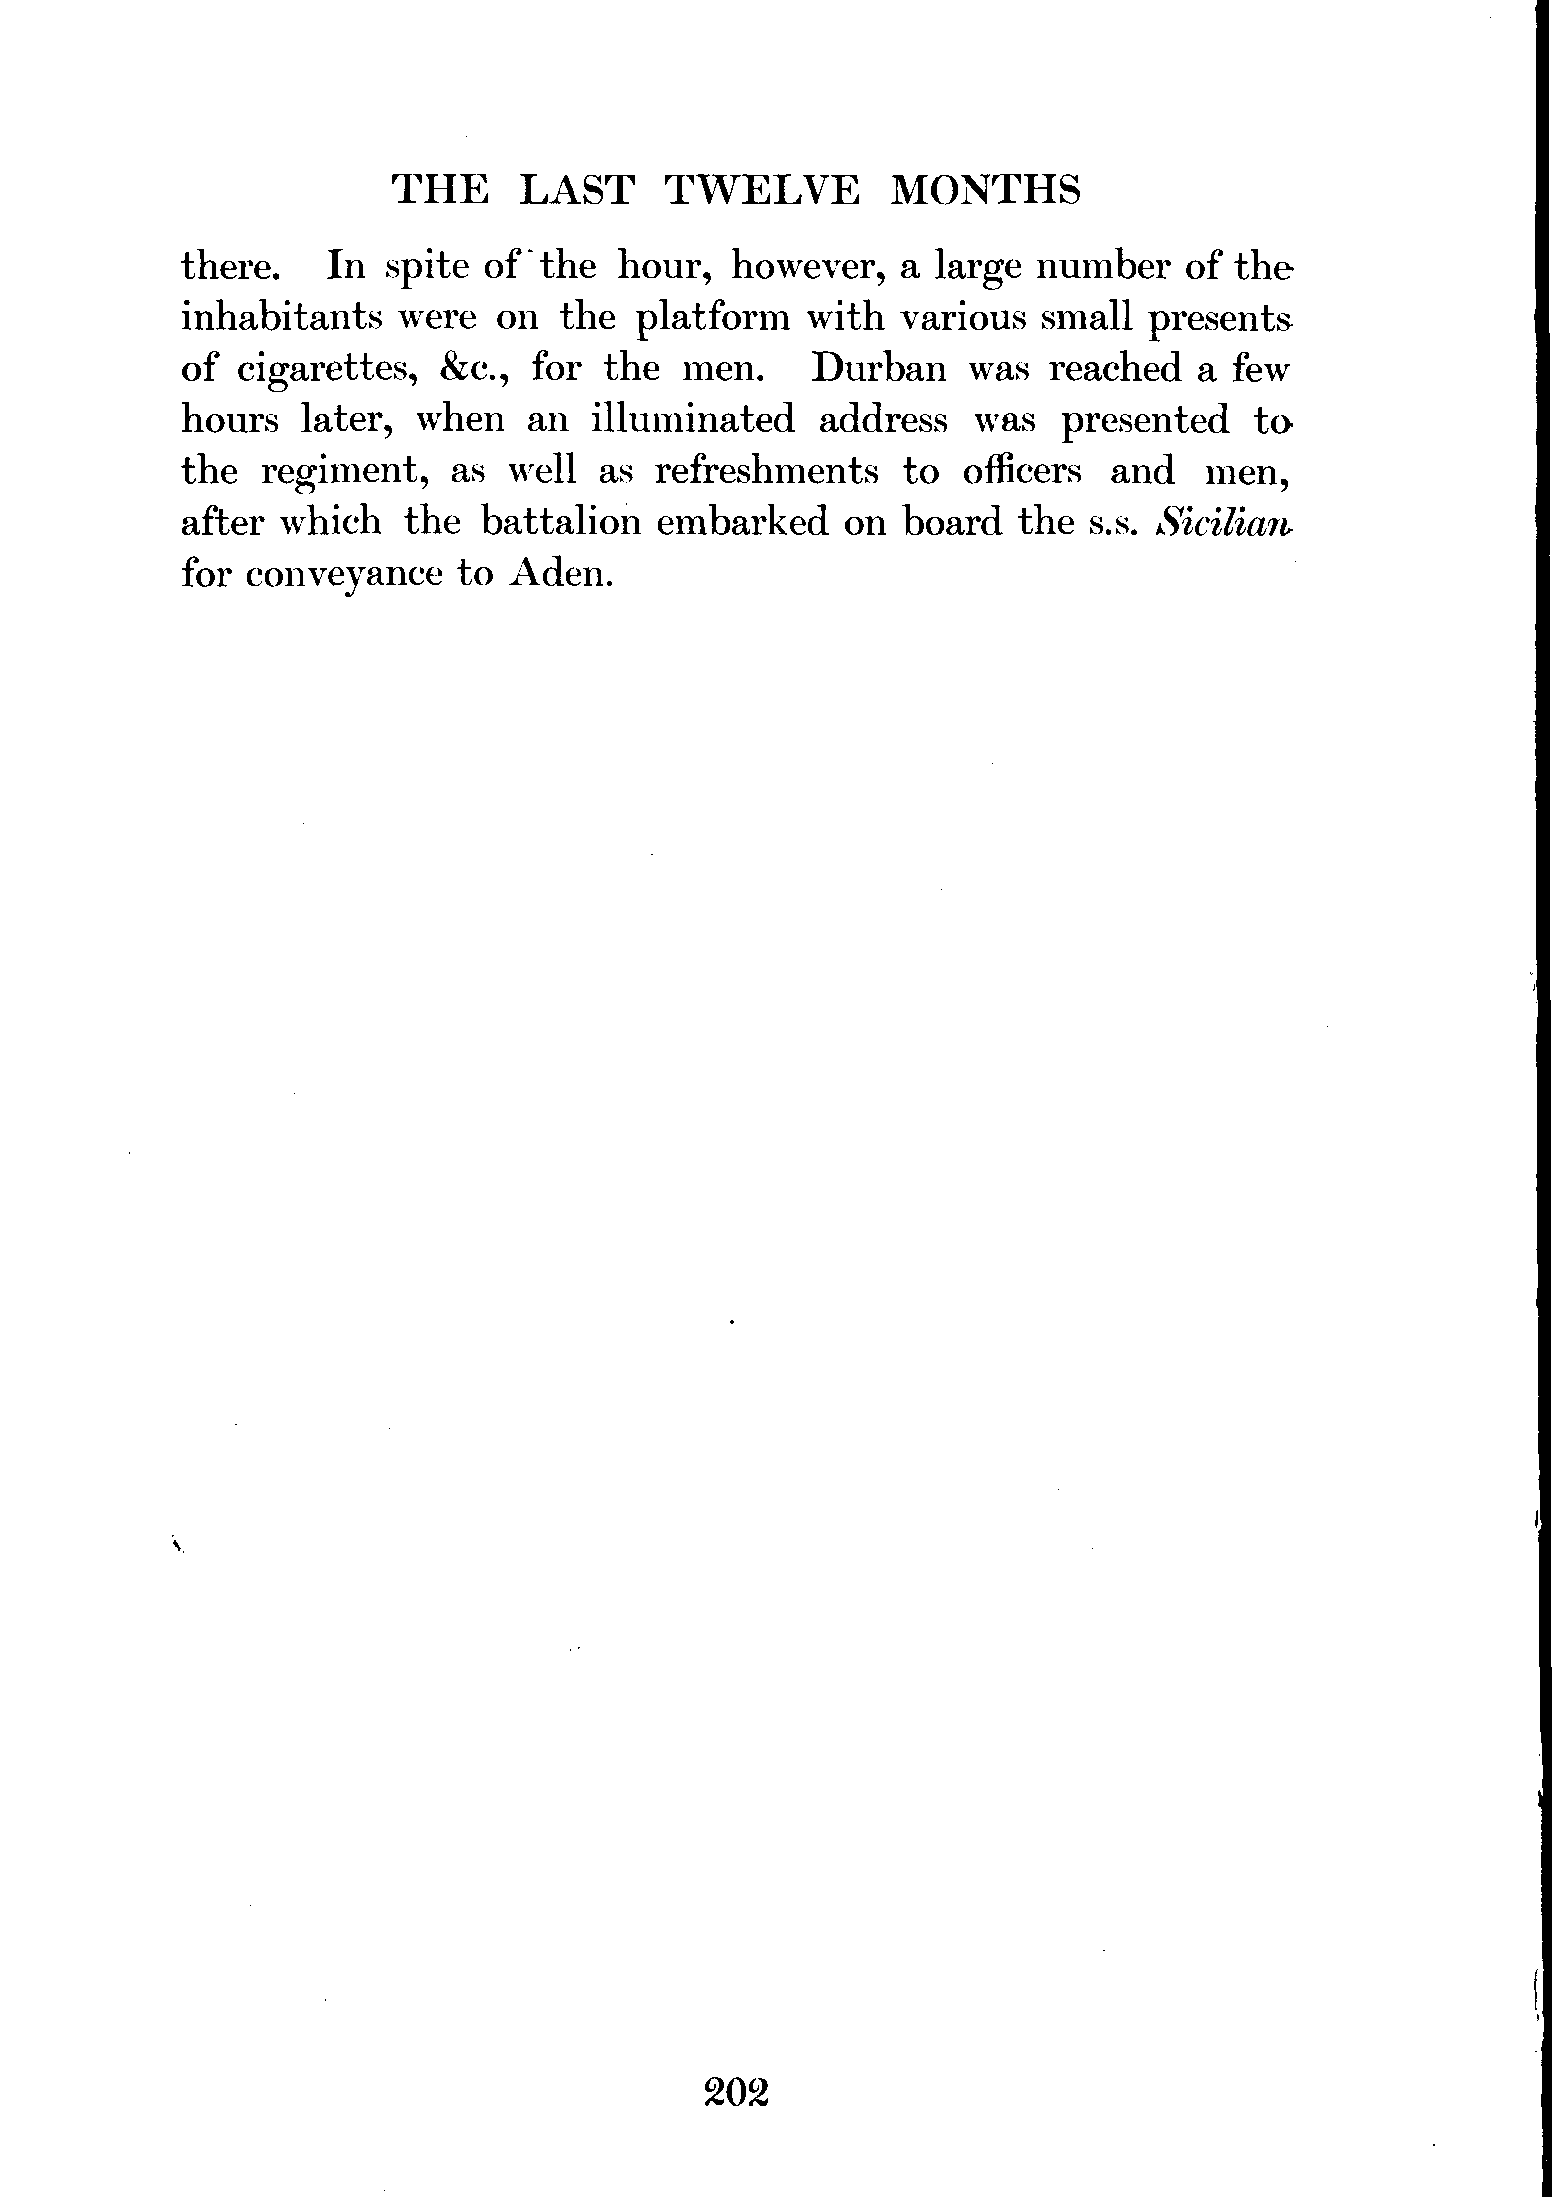 THE LAST TWELVE MONTHS
there. In spite of the hour, however, a large number of the
inhabitants were on the platform with various small presents
of cigarettes, &c., for the men. Durban was reached a few
hours later, when an illuminated address was presented to
the regiment, as well as refreshments to officers and men,
after which the battalion embarked on board the s.s. Sicilian
for conveyance to Aden.
202